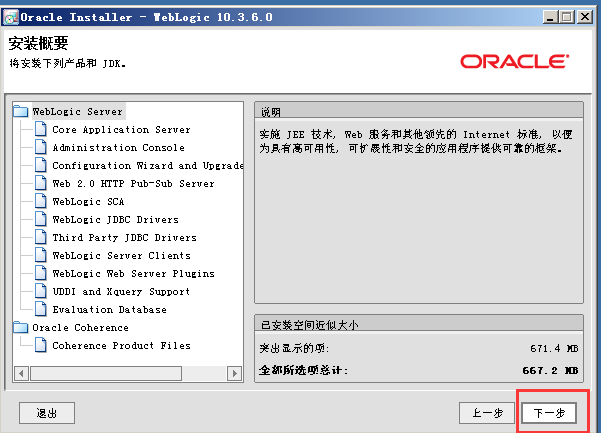 Oracle Installer - WebLogic 10.3.6.0
安装概要
将安装下列产品和 JDK。
ORACLE
WebLogic Server
Core Application Server
Administration Console
Configuration Wizard and Upgrade
Web 2.0 HTTP Pub-Sub Server
WebLogic SCA
WebLogic JDBC Drivers
Third Party JDBC Drivers
WebLogic Server Clients
WebLogic Web Server Plugins
UDDI and Xquery Support
Evaluation Database
Oracle Coherence
Coherence Product Files
说明
实施 JEE 技术, Web 服务和其他领先的 Internet 标准, 以便
为具有高可用性, 可扩展性和安全的应用程序提供可靠的框架。
已安装空间近似大小
突出显示的项: 671.4 MB
全部所选项总计: 667.2 MB
退出
上一步
下一步